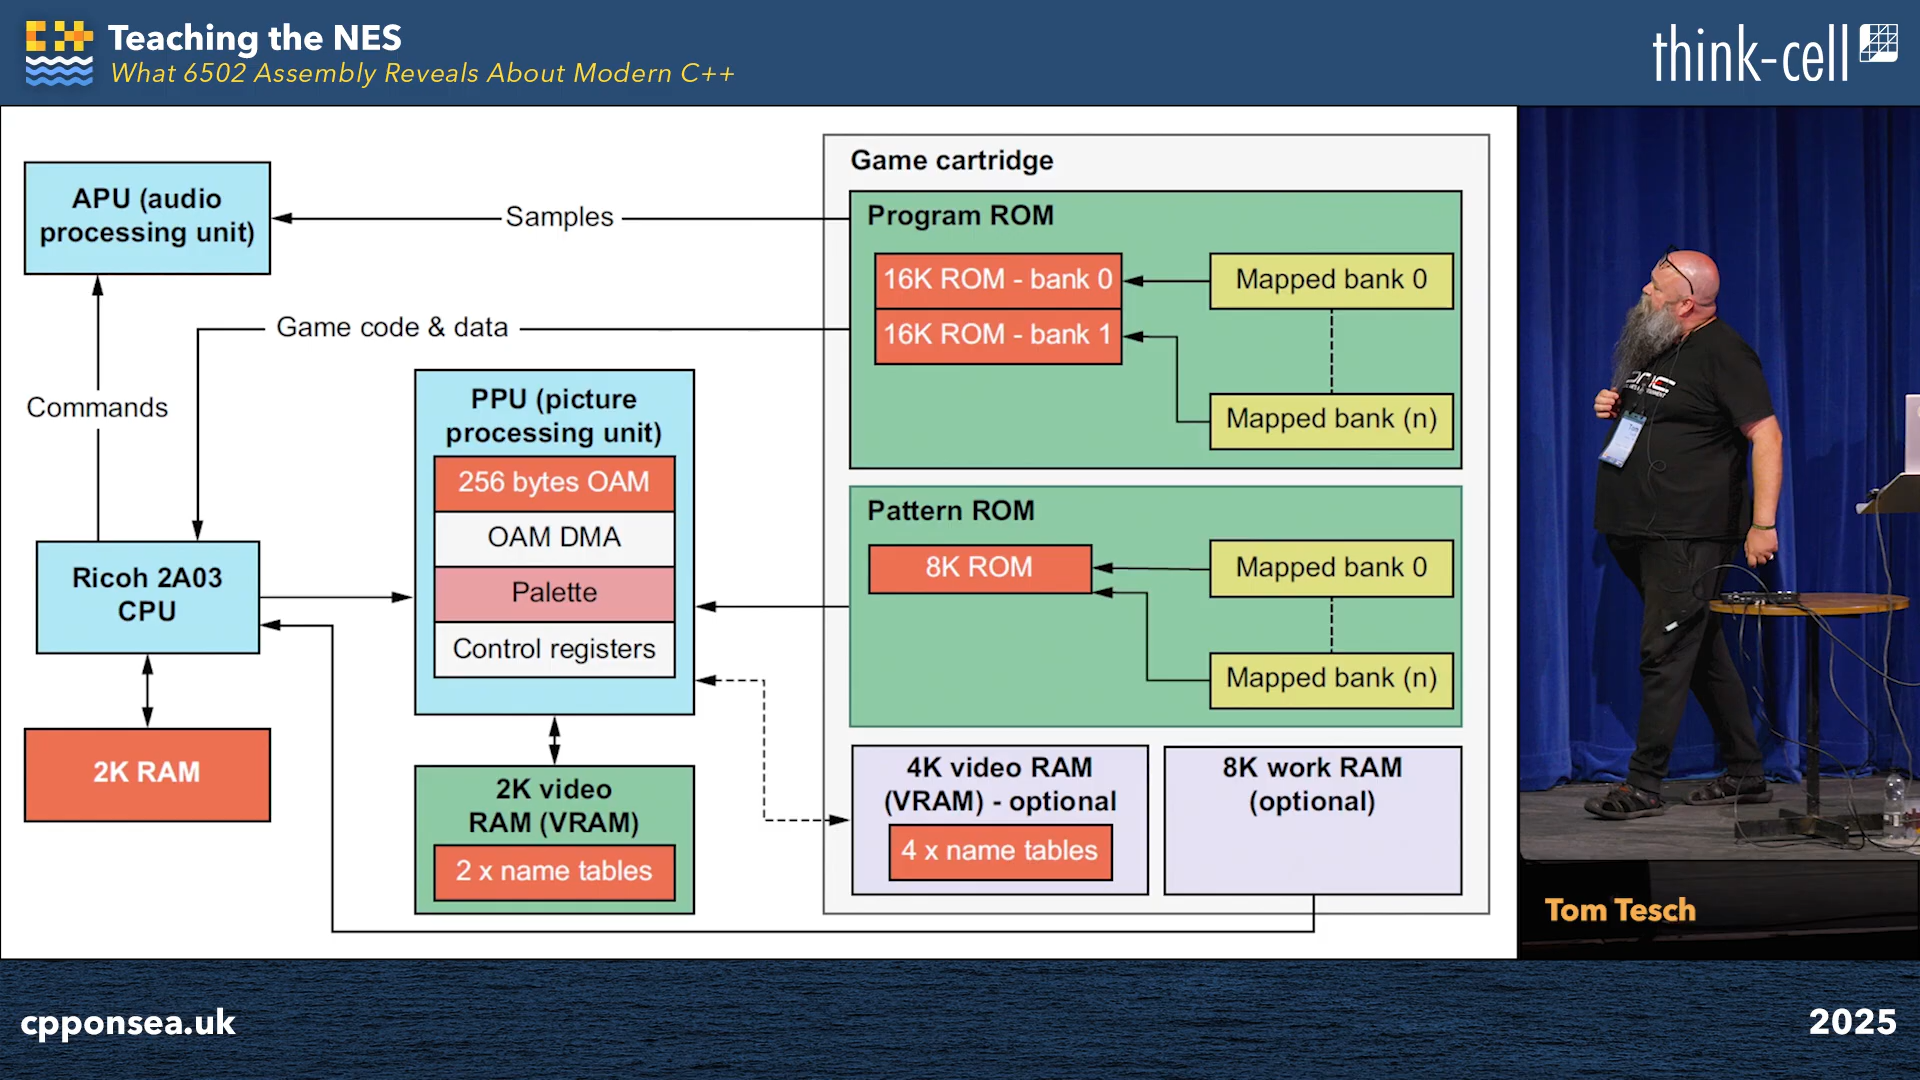 Teaching the NES
What 6502 Assembly Reveals About Modern C++
think-cell
Game cartridge
APU (audio
processing unit)
Samples
Program ROM
16K ROM - bank 0
Mapped bank 0
16K ROM - bank 1
Game code & data
Mapped bank (n)
Commands
PPU (picture
processing unit)
256 bytes OAM
OAM DMA
Palette
Control registers
Pattern ROM
8K ROM
Mapped bank 0
Mapped bank (n)
Ricoh 2A03
CPU
2K RAM
2K video
RAM (VRAM)
2 x name tables
4K video RAM
(VRAM) - optional
4 x name tables
8K work RAM
(optional)
Tom Tesch
cpponsea.uk
2025